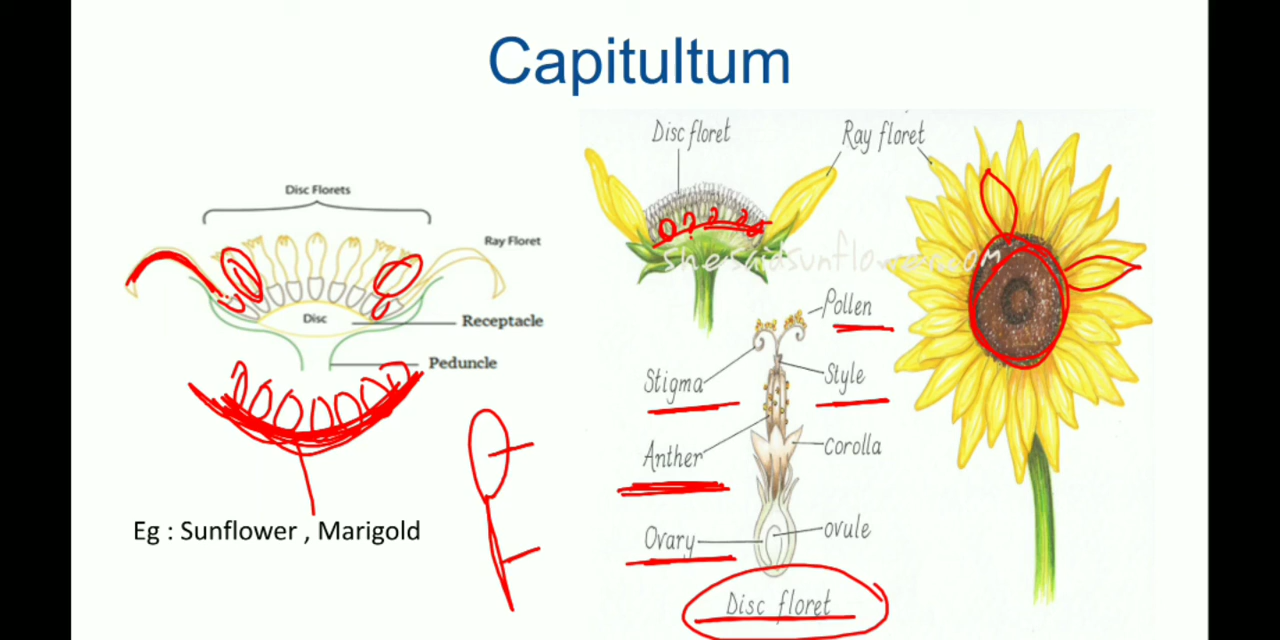 Capitultum
Disc Florets
Ray Floret
Disc
Receptacle
Peduncle
Eg : Sunflower , Marigold
Disc floret
Ray floret
Pollen
Stigma
Style
Anther
Corolla
Ovary
ovule
Disc floret